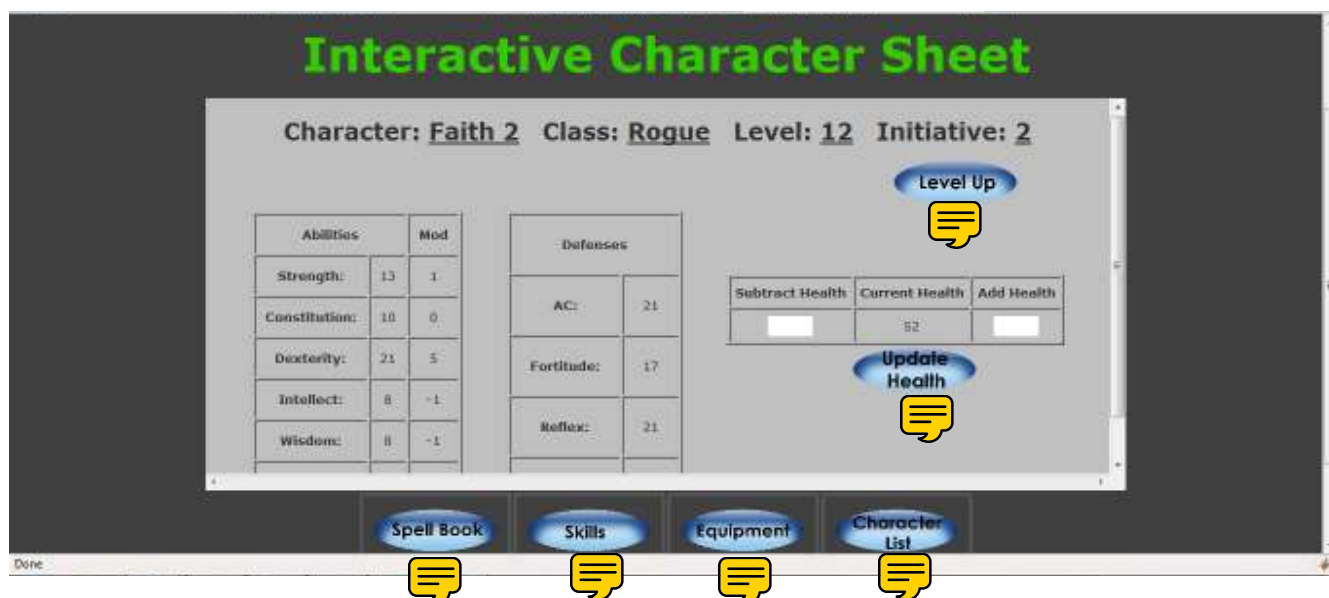 Interactive Character Sheet
Character: Faith 2 Class: Rogue Level: 12 Initiative: 2
Level Up
Abilities Mod
Strength: 13 1
Constitution: 10 0
Dexterity: 21 5
Intellect: 8 -1
Wisdom: 8 -1
Defenses
AC: 21
Fortitude: 17
Reflex: 21
Subtract Health Current Health Add Health
52
Update
Health
Spell Book Skills Equipment Character
List
Done